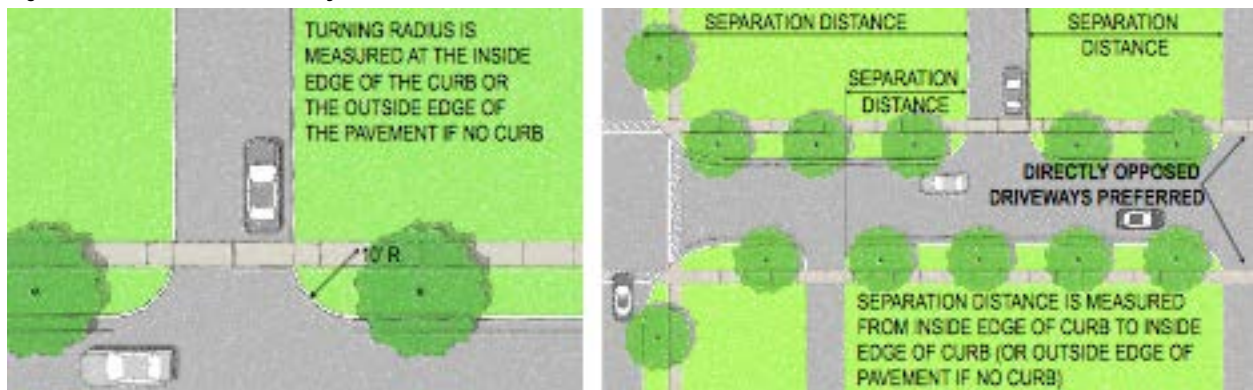 TURNING RADIUS IS
MEASURED AT THE INSIDE
EDGE OF THE CURB OR
THE OUTSIDE EDGE OF
THE PAVEMENT IF NO CURB
10' R
SEPARATION DISTANCE
SEPARATION
DISTANCE
SEPARATION
DISTANCE
DIRECTLY OPPOSED
DRIVEWAYS PREFERRED
SEPARATION DISTANCE IS MEASURED
FROM INSIDE EDGE OF CURB TO INSIDE
EDGE OF CURB (OR OUTSIDE EDGE OF
PAVEMENT IF NO CURB)